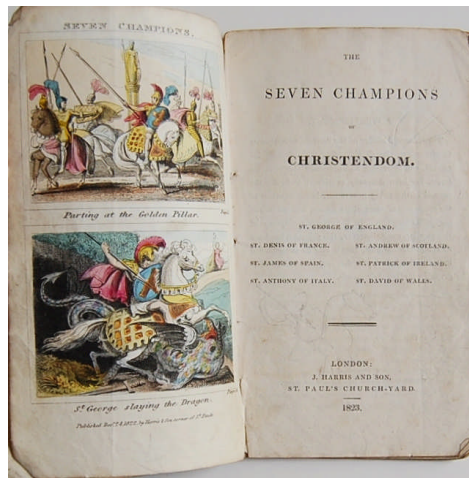 SEVEN CHAMPIONS.
Parting at the Golden Pillar.
St. George slaying the Dragon.
THE
SEVEN CHAMPIONS
OF
CHRISTENDOM.
ST. GEORGE OF ENGLAND.
ST. DENIS OF FRANCE. ST. ANDREW OF SCOTLAND.
ST. JAMES OF SPAIN. ST. PATRICK OF IRELAND.
ST. ANTHONY OF ITALY. ST. DAVID OF WALES.
LONDON:
J. HARRIS AND SON,
ST. PAUL'S CHURCH-YARD.
1823.